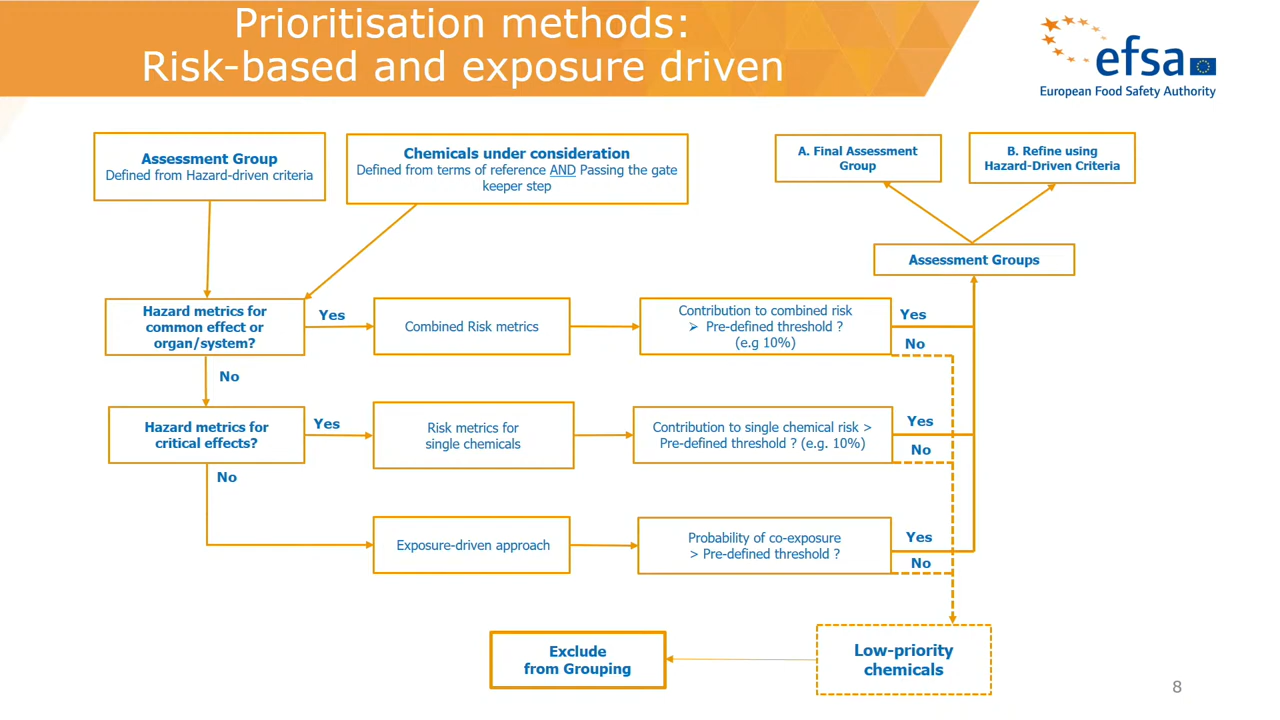 Prioritisation methods:
Risk-based and exposure driven
efsa
European Food Safety Authority
Assessment Group
Defined from Hazard-driven criteria
Chemicals under consideration
Defined from terms of reference AND Passing the gate
keeper step
A. Final Assessment
Group
B. Refine using
Hazard-Driven Criteria
Assessment Groups
Hazard metrics for
common effect or
organ/system?
Yes
Combined Risk metrics
Contribution to combined risk
➢ Pre-defined threshold ?
(e.g 10%)
Yes
No
No
Hazard metrics for
critical effects?
Yes
Risk metrics for
single chemicals
Contribution to single chemical risk >
Pre-defined threshold ? (e.g. 10%)
Yes
No
No
Exposure-driven approach
Probability of co-exposure
> Pre-defined threshold ?
Yes
No
Exclude
from Grouping
Low-priority
chemicals
8